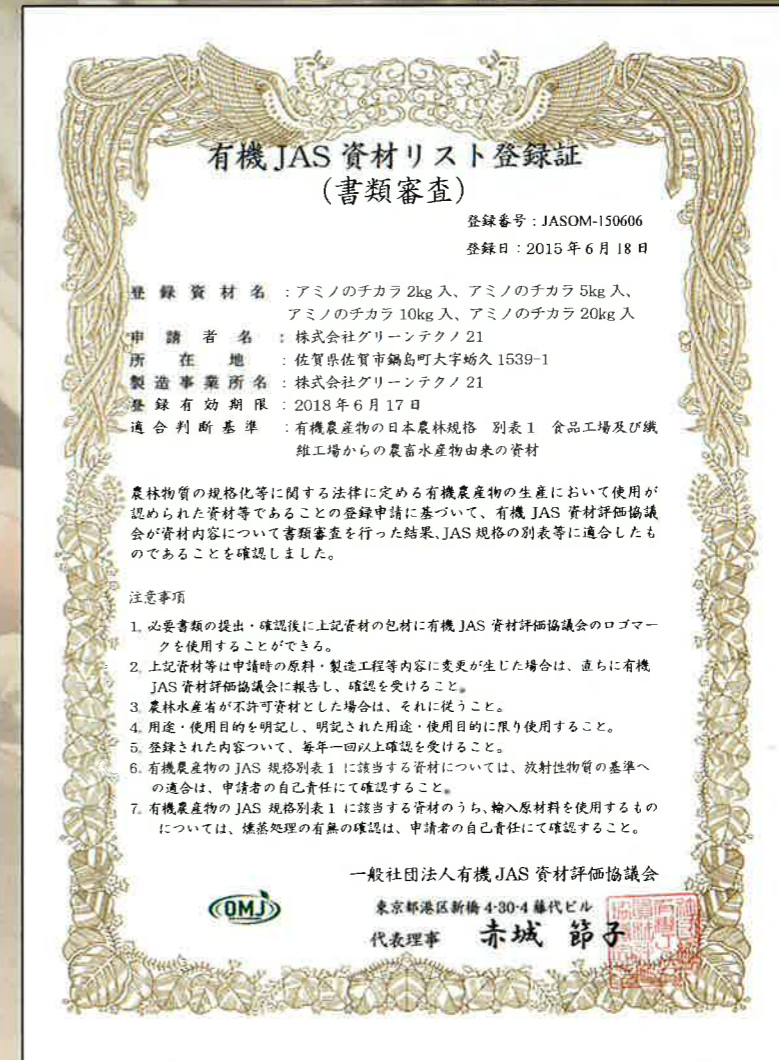 有機JAS資材リスト登録証
(書類審査)
登録番号：JASOM-150606
登録日：2015年6月18日
登録資材名：アミノのチカラ2kg入、アミノのチカラ5kg入、
アミノのチカラ10kg入、アミノのチカラ20kg入
申請者名：株式会社グリーンテクノ21
所在地：佐賀県佐賀市鍋島町大字蛎久1539-1
製造事業所名：株式会社グリーンテクノ21
登録有効期限：2018年6月17日
適合判断基準：有機農産物の日本農林規格 別表1 食品工場及び繊
維工場からの農畜水産物由来の資材
農林物質の規格化等に関する法律に定める有機農産物の生産において使用が
認められた資材等であることの登録申請に基づいて、有機JAS資材評価協議
会が資材内容について書類審査を行った結果、JAS規格の別表等に適合したも
のであることを確認しました。
注意事項
1. 必要書類の提出・確認後に上記資材の包材に有機JAS資材評価協議会のロゴマー
クを使用することができる。
2. 上記資材等は申請時の原料・製造工程等内容に変更が生じた場合は、直ちに有機
JAS資材評価協議会に報告し、確認を受けること。
3. 農林水産省が不許可資材とした場合は、それに従うこと。
4. 用途・使用目的を明記し、明記された用途・使用目的に限り使用すること。
5. 登録された内容ついて、毎年一回以上確認を受けること。
6. 有機農産物のJAS規格別表1に該当する資材については、放射性物質の基準へ
の適合は、申請者の自己責任にて確認すること。
7. 有機農産物のJAS規格別表1に該当する資材のうち、輸入原材料を使用するもの
については、燻蒸処理の有無の確認は、申請者の自己責任にて確認すること。
一般社団法人有機JAS資材評価協議会
OMJ
東京都港区新橋4-30-4藤代ビル
代表理事 赤城 節子